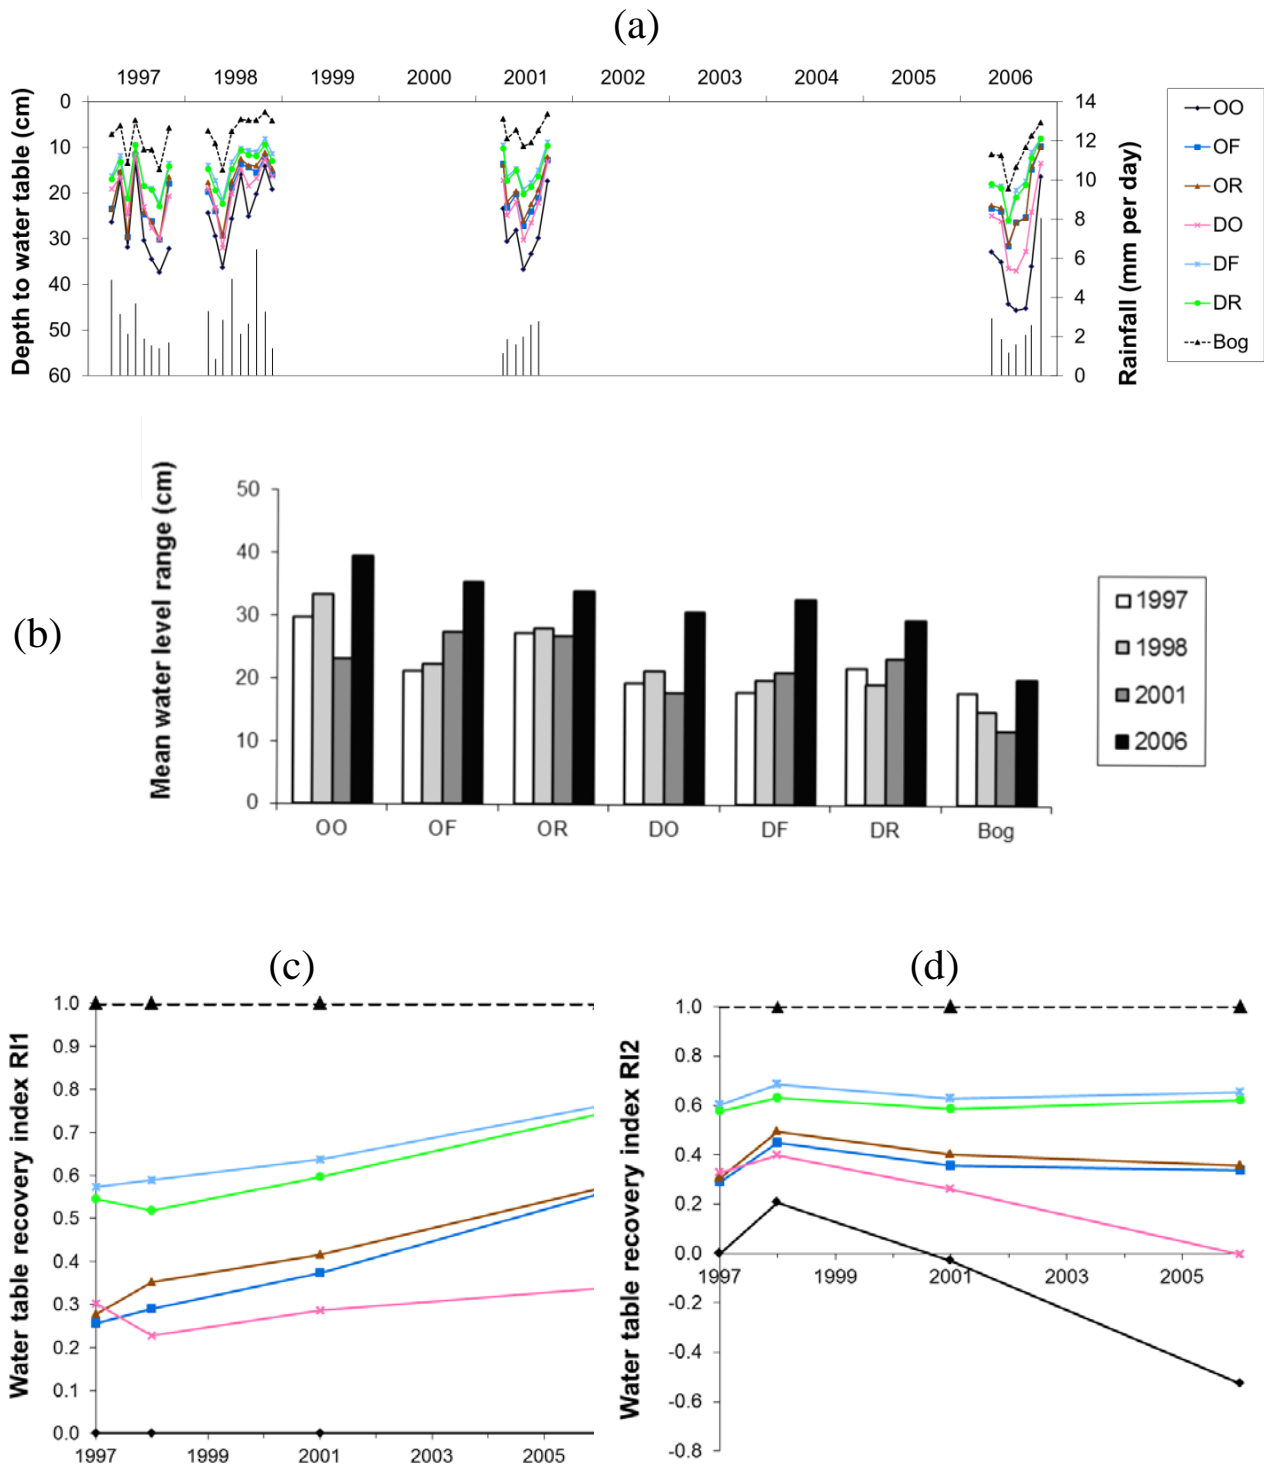 (a)
1997 1998 1999 2000 2001 2002 2003 2004 2005 2006
Depth to water table (cm)
0
10
20
30
40
50
60
14
12
10
8
6
4
2
0
Rainfall (mm per day)
OO
OF
OR
DO
DF
DR
Bog
(b)
Mean water level range (cm)
50
40
30
20
10
0
OO OF OR DO DF DR Bog
1997
1998
2001
2006
(c)
Water table recovery index RI1
1.0
0.9
0.8
0.7
0.6
0.5
0.4
0.3
0.2
0.1
0.0
1997 1999 2001 2003 2005
(d)
Water table recovery index RI2
1.0
0.8
0.6
0.4
0.2
0.0
-0.2
-0.4
-0.6
-0.8
1997 1999 2001 2003 2005